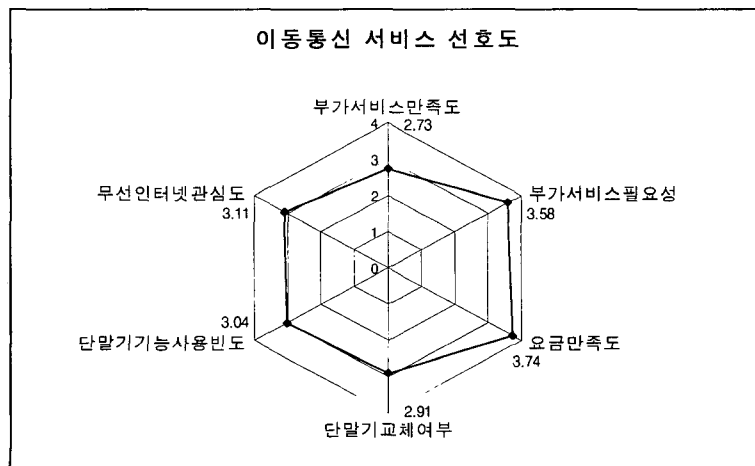 이동통신 서비스 선호도
부가서비스만족도
4
2.73
3
무선인터넷관심도
3.11
2
부가서비스필요성
3.58
1
0
3.04
단말기기능사용빈도
요금만족도
3.74
2.91
단말기교체여부